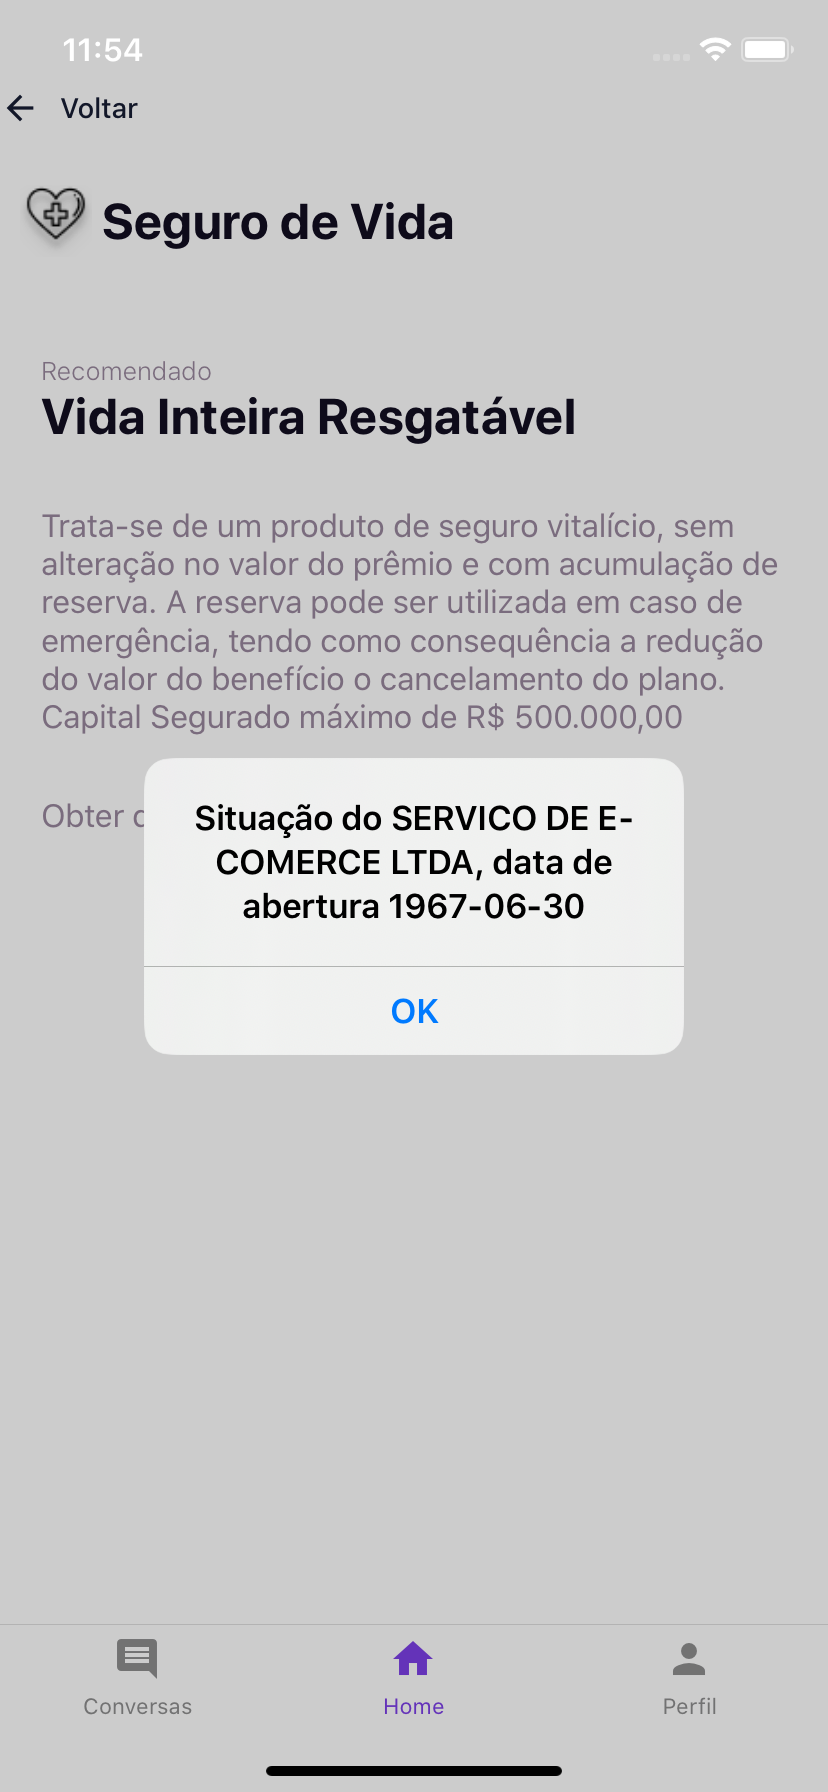 11:54
Voltar
Seguro de Vida
Recomendado
Vida Inteira Resgatável
Trata-se de um produto de seguro vitalício, sem
alteração no valor do prêmio e com acumulação de
reserva. A reserva pode ser utilizada em caso de
emergência, tendo como consequência a redução
do valor do benefício o cancelamento do plano.
Capital Segurado máximo de R$ 500.000,00
Obter
Situação do SERVICO DE E-
COMERCE LTDA, data de
abertura 1967-06-30
OK
Conversas
Home
Perfil